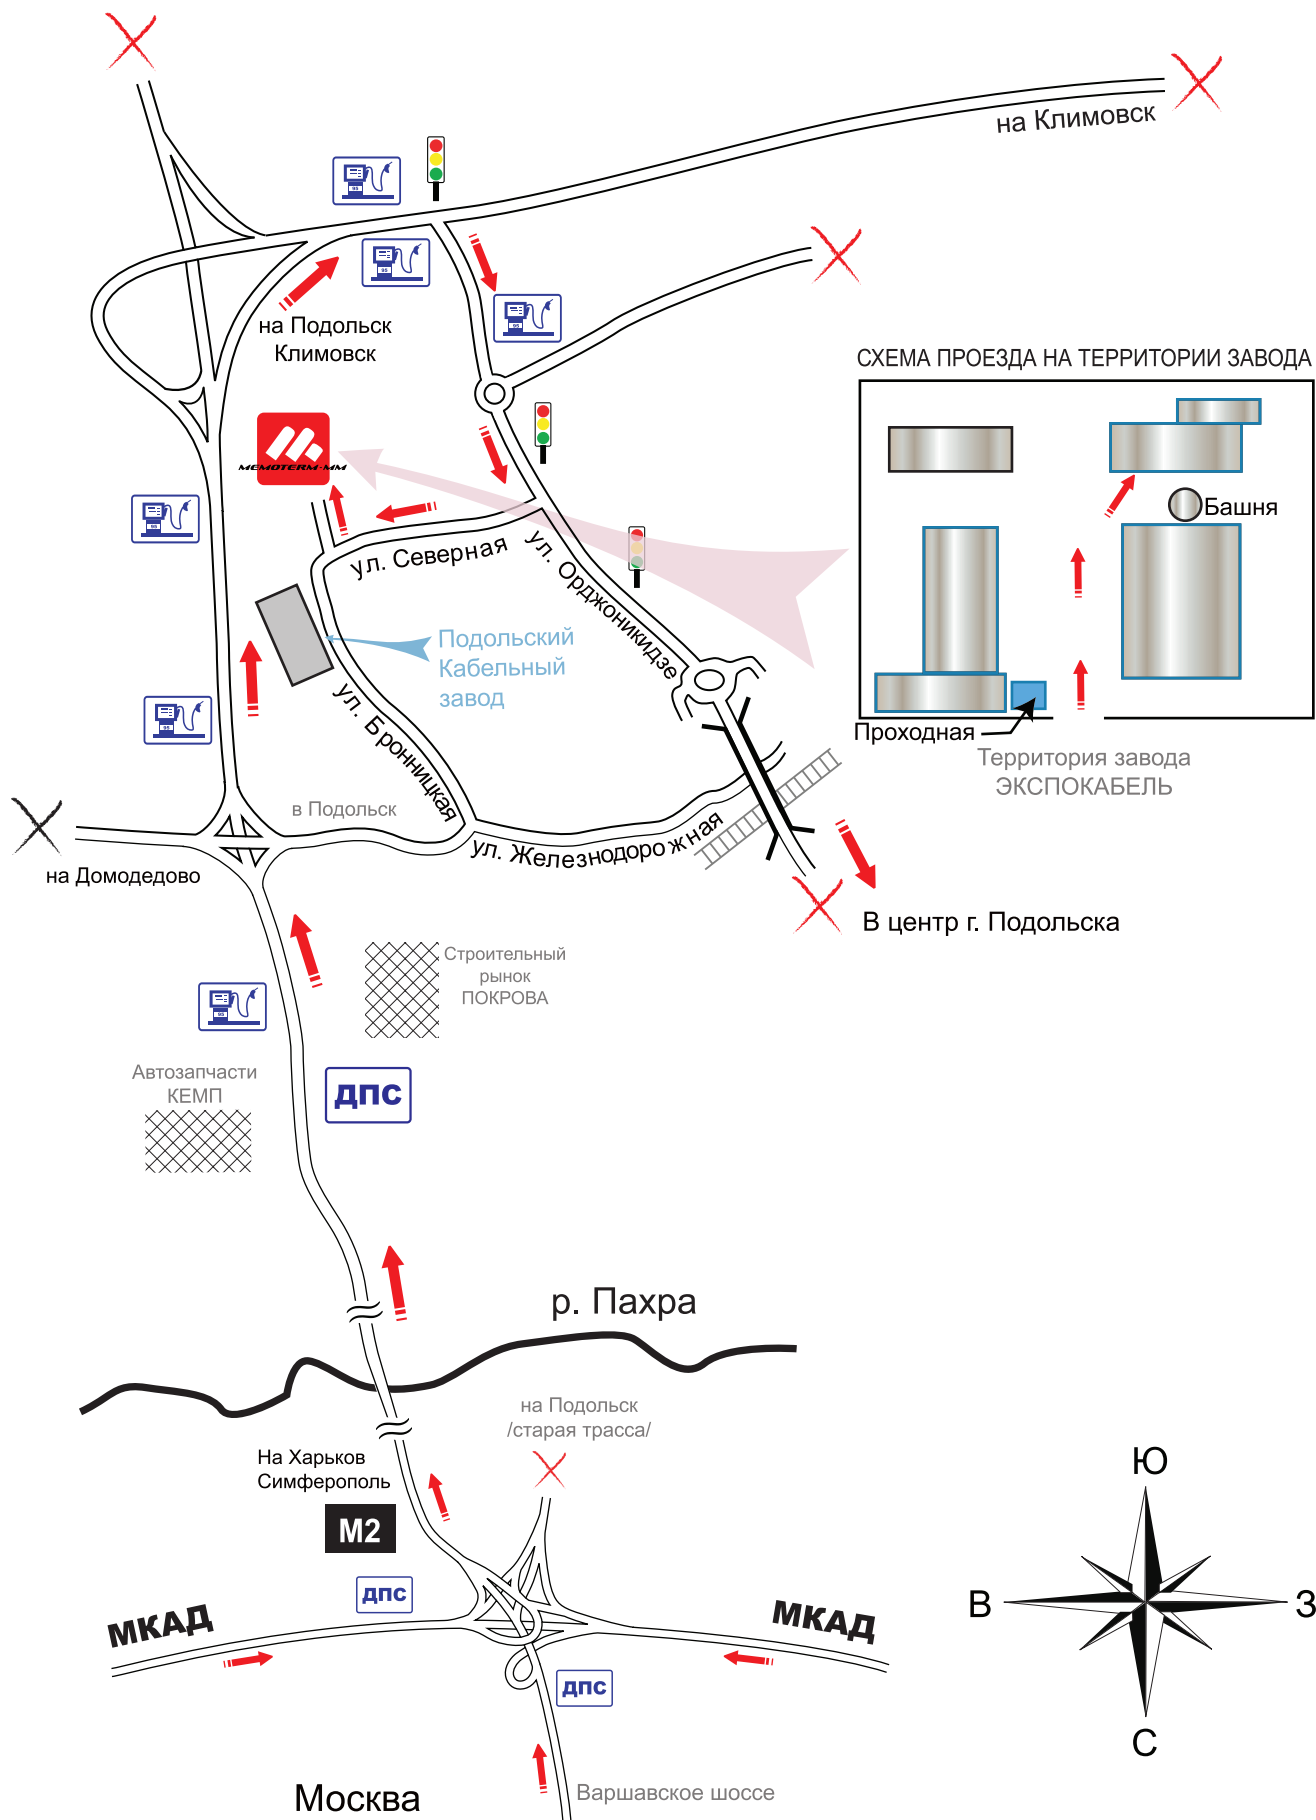 на Климовск
на Подольск
Климовск
СХЕМА ПРОЕЗДА НА ТЕРРИТОРИИ ЗАВОДА
MEMOTERM-MM
Башня
ул. Северная
ул. Орджоникидзе
Подольский
Кабельный
завод
ул. Бронницкая
Проходная
Территория завода
ЭКСПОКАБЕЛЬ
в Подольск
ул. Железнодорожная
на Домодедово
В центр г. Подольска
Строительный
рынок
ПОКРОВА
Автозапчасти
КЕМП
ДПС
р. Пахра
на Подольск
/старая трасса/
На Харьков
Симферополь
М2
Ю
ДПС
В
З
МКАД
МКАД
ДПС
С
Москва
Варшавское шоссе